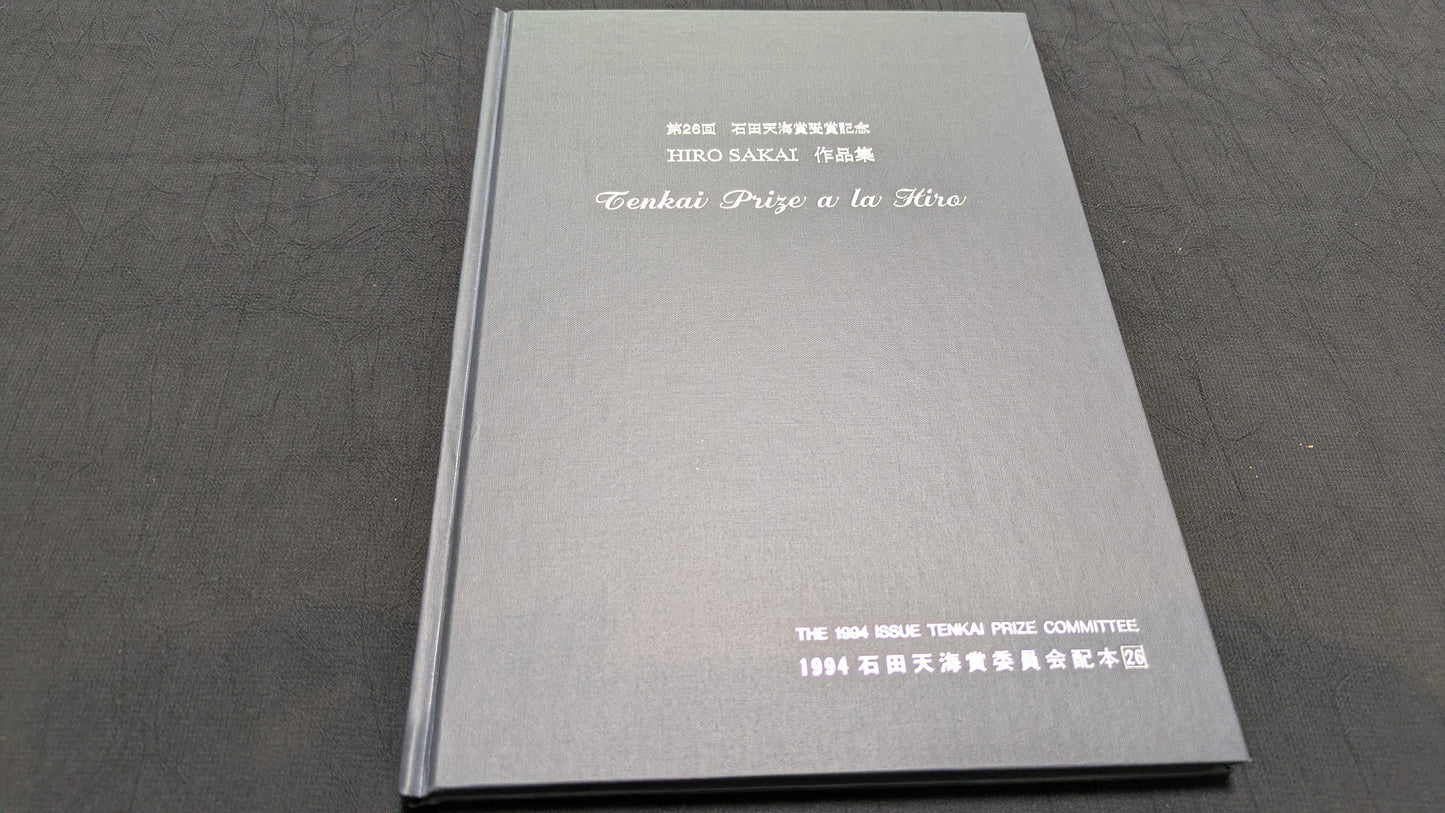 第26回 石田天海賞受賞記念
HIRO SAKAI 作品集
Tenkai Prize a la Hiro
THE 1994 ISSUE TENKAI PRIZE COMMITTEE
1994 石田天海賞委員会配本 26